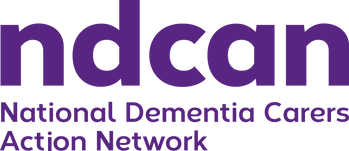 ndcan
National Dementia Carers
Action Network